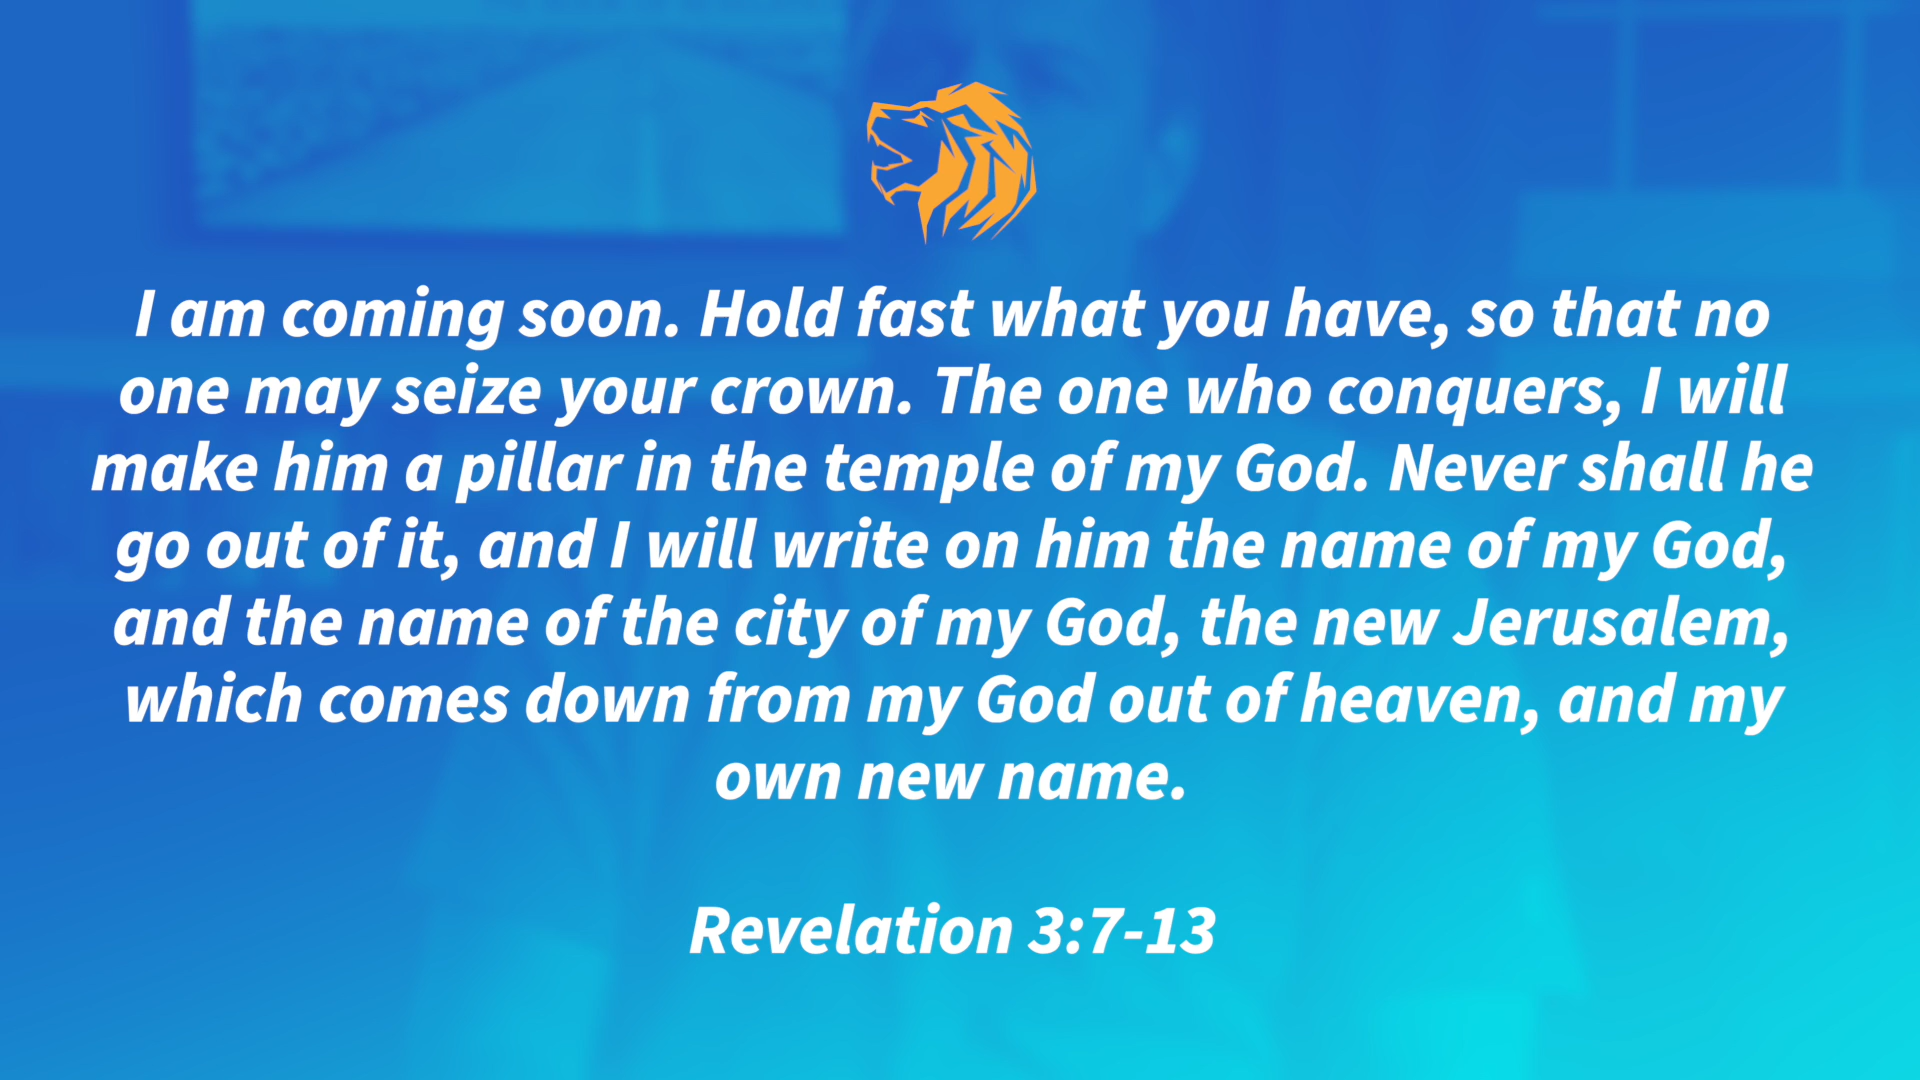 I am coming soon. Hold fast what you have, so that no
one may seize your crown. The one who conquers, I will
make him a pillar in the temple of my God. Never shall he
go out of it, and I will write on him the name of my God,
and the name of the city of my God, the new Jerusalem,
which comes down from my God out of heaven, and my
own new name.
Revelation 3:7-13